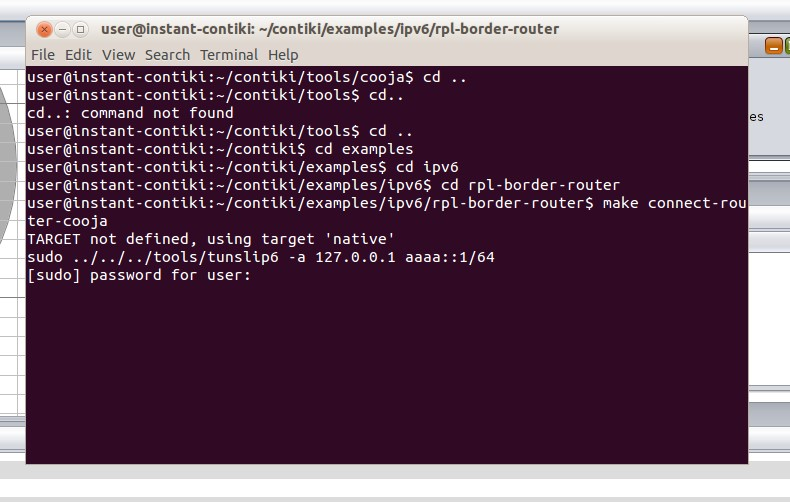 user@instant-contiki: ~/contiki/examples/ipv6/rpl-border-router
File Edit View Search Terminal Help
user@instant-contiki:~/contiki/tools/cooja$ cd ..
user@instant-contiki:~/contiki/tools$ cd..
cd..: command not found
user@instant-contiki:~/contiki/tools$ cd ..
user@instant-contiki:~/contiki$ cd examples
user@instant-contiki:~/contiki/examples$ cd ipv6
user@instant-contiki:~/contiki/examples/ipv6$ cd rpl-border-router
user@instant-contiki:~/contiki/examples/ipv6/rpl-border-router$ make connect-rou
ter-cooja
TARGET not defined, using target 'native'
sudo ../../../tools/tunslip6 -a 127.0.0.1 aaaa::1/64
[sudo] password for user:
es